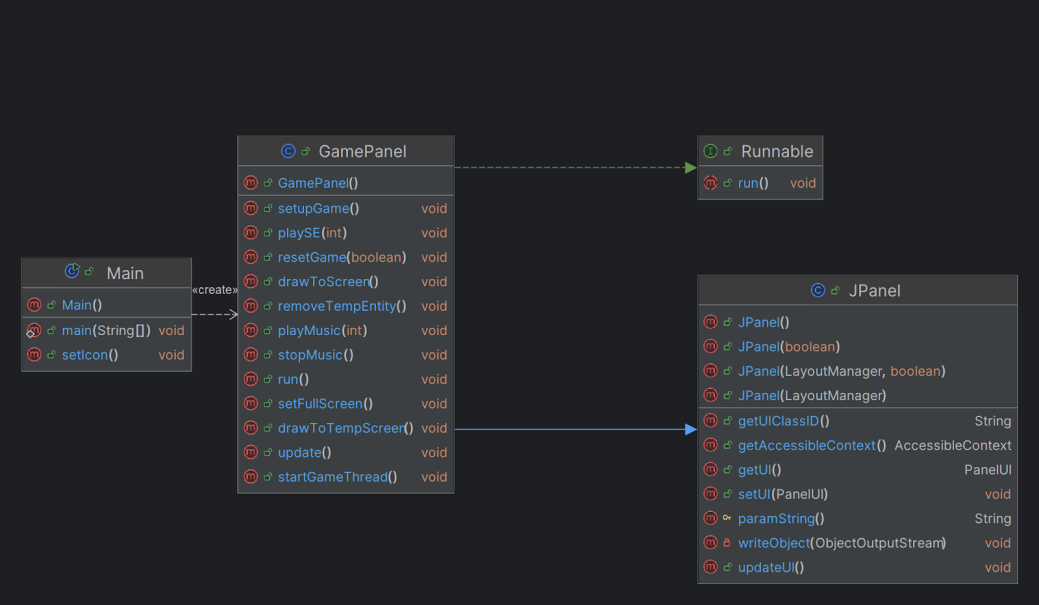 GamePanel
GamePanel()
setupGame() void
playSE(int) void
resetGame(boolean) void
drawToScreen() void
removeTempEntity() void
playMusic(int) void
stopMusic() void
run() void
setFullScreen() void
drawToTempScreen() void
update() void
startGameThread() void
Runnable
run() void
Main
Main()
main(String[]) void
setIcon() void
«create»
JPanel
JPanel()
JPanel(boolean)
JPanel(LayoutManager, boolean)
JPanel(LayoutManager)
getUIClassID() String
getAccessibleContext() AccessibleContext
getUI() PanelUI
setUI(PanelUI) void
paramString() String
writeObject(ObjectOutputStream) void
updateUI() void